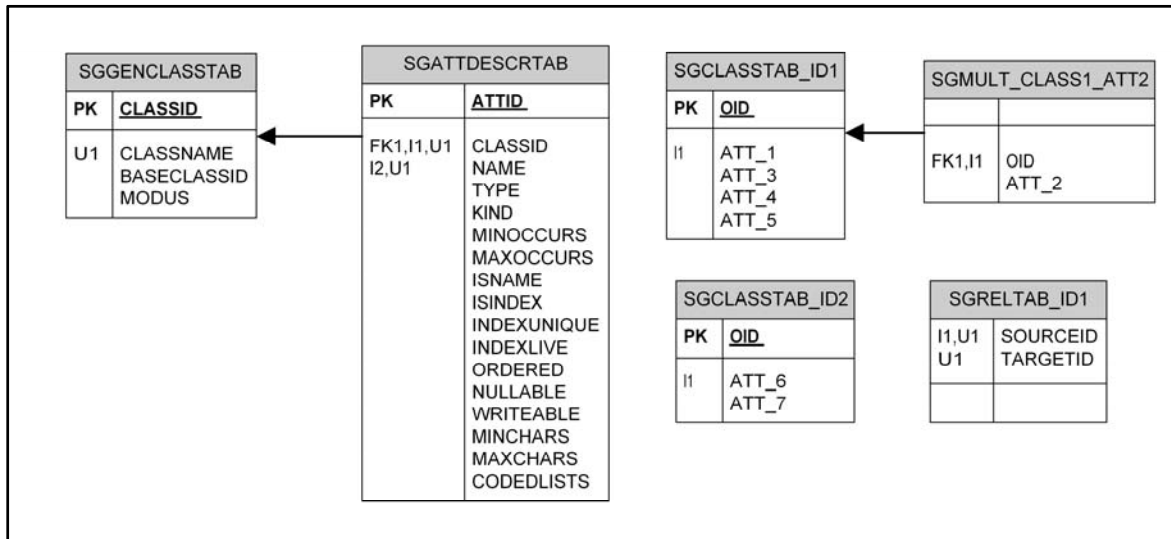 SGGENCLASSTAB
PK CLASSID
U1 CLASSNAME
BASECLASSID
MODUS
SGATTDESCRTAB
PK ATTID
FK1,I1,U1 CLASSID
I2,U1 NAME
TYPE
KIND
MINOCCURS
MAXOCCURS
ISNAME
ISINDEX
INDEXUNIQUE
INDEXLIVE
ORDERED
NULLABLE
WRITEABLE
MINCHARS
MAXCHARS
CODEDLISTS
SGCLASSTAB_ID1
PK OID
I1 ATT_1
ATT_3
ATT_4
ATT_5
SGMULT_CLASS1_ATT2
FK1,I1 OID
ATT_2
SGCLASSTAB_ID2
PK OID
I1 ATT_6
ATT_7
SGRELTAB_ID1
I1,U1 SOURCEID
U1 TARGETID